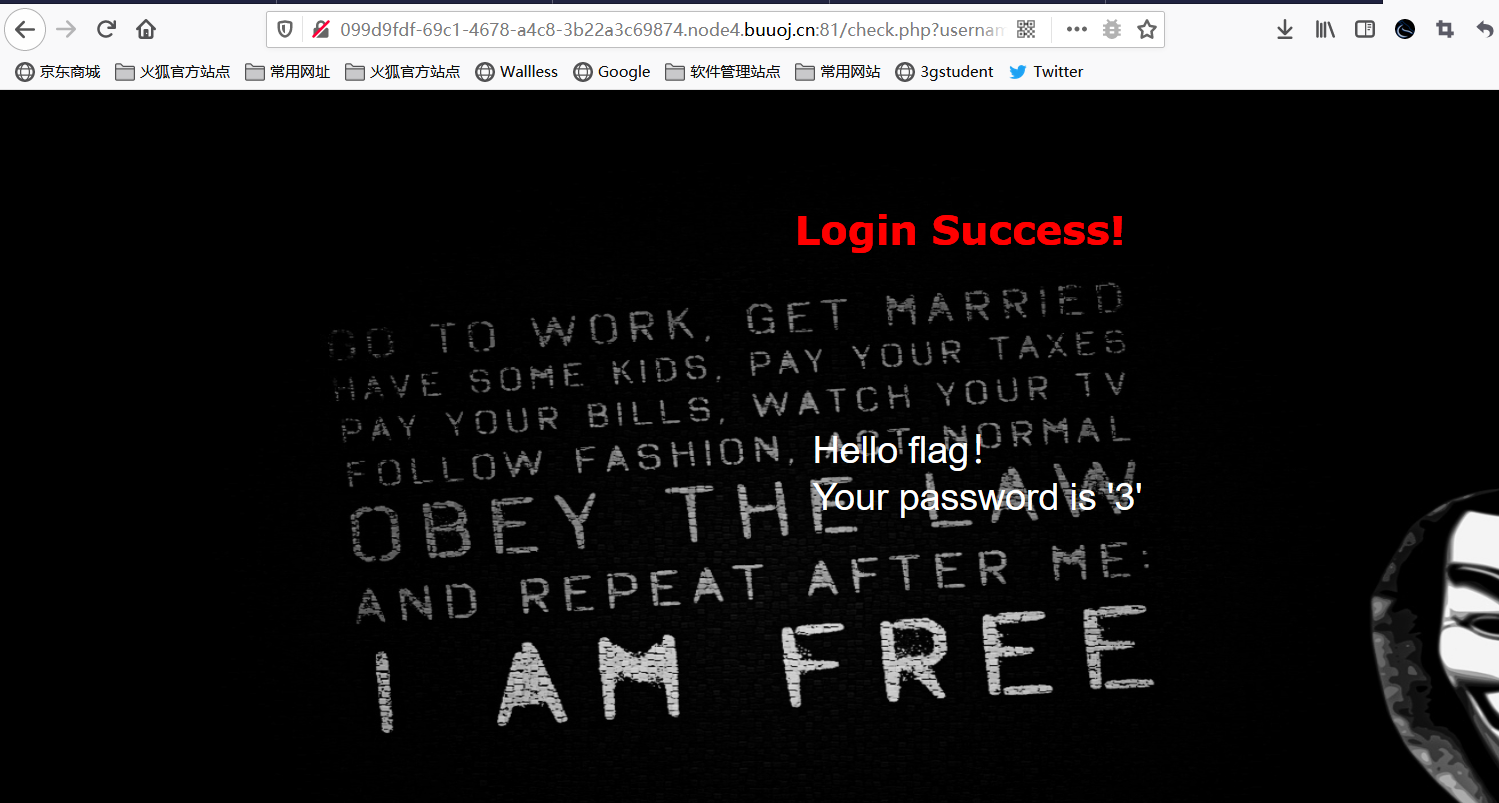 099d9fdf-69c1-4678-a4c8-3b22a3c69874.node4.buuoj.cn:81/check.php?usernam
京东商城 火狐官方站点 常用网址 火狐官方站点 Wallless Google 软件管理站点 常用网站 3gstudent Twitter
Login Success!
GO TO WORK, GET MARRIED
HAVE SOME KIDS, PAY YOUR TAXES
PAY YOUR BILLS, WATCH YOUR TV
FOLLOW FASHION, ACT NORMAL
Hello flag！
OBEY THE LAW
Your password is '3'
AND REPEAT AFTER ME:
I AM FREE